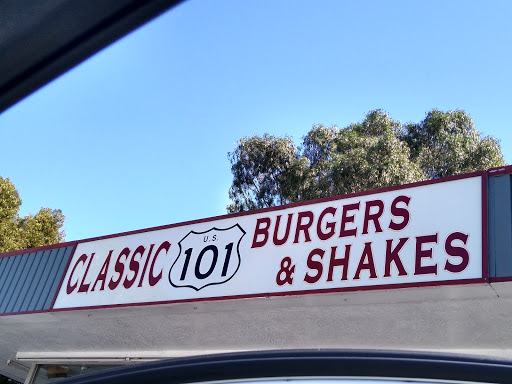 CLASSIC
U.S.
101
BURGERS
& SHAKES